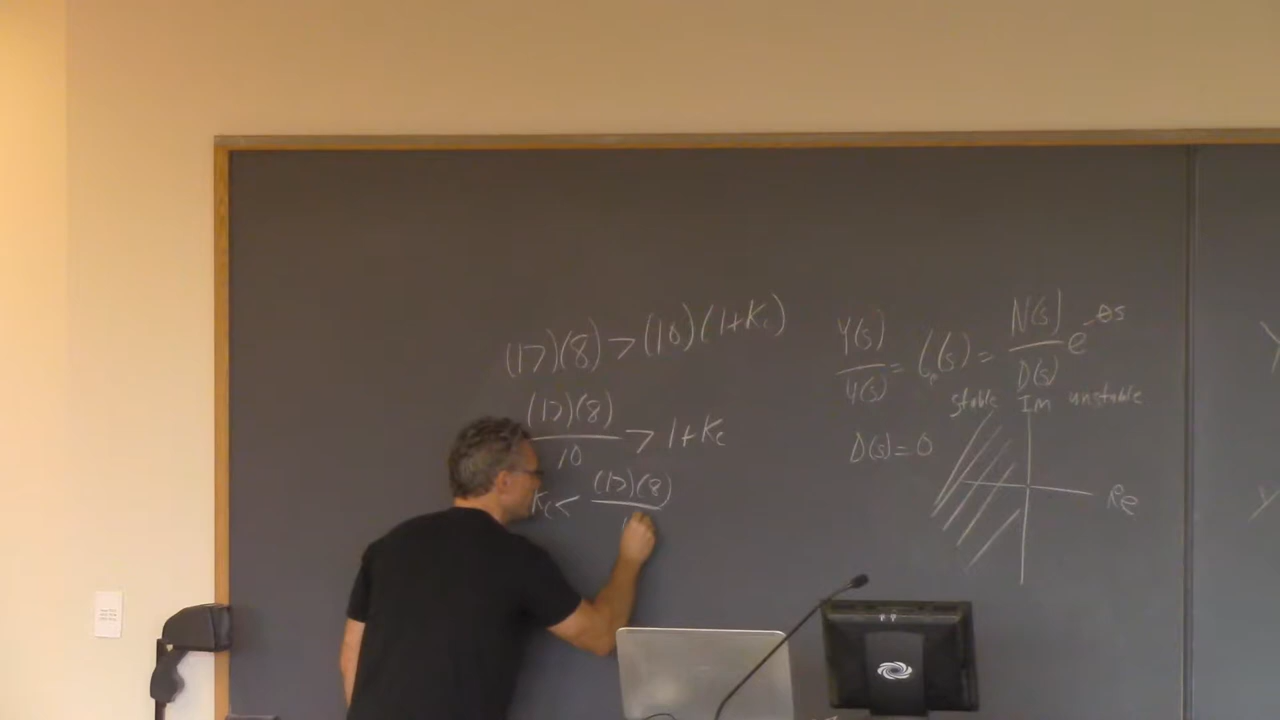 (17)(8) > (10)(1+Kc)
(17)(8)
10
> 1+Kc
Kc < (17)(8)
Y(s)
U(s)
= G(s) =
N(s)
D(s)
e^-θs
stable Im unstable
D(s)=0
Re